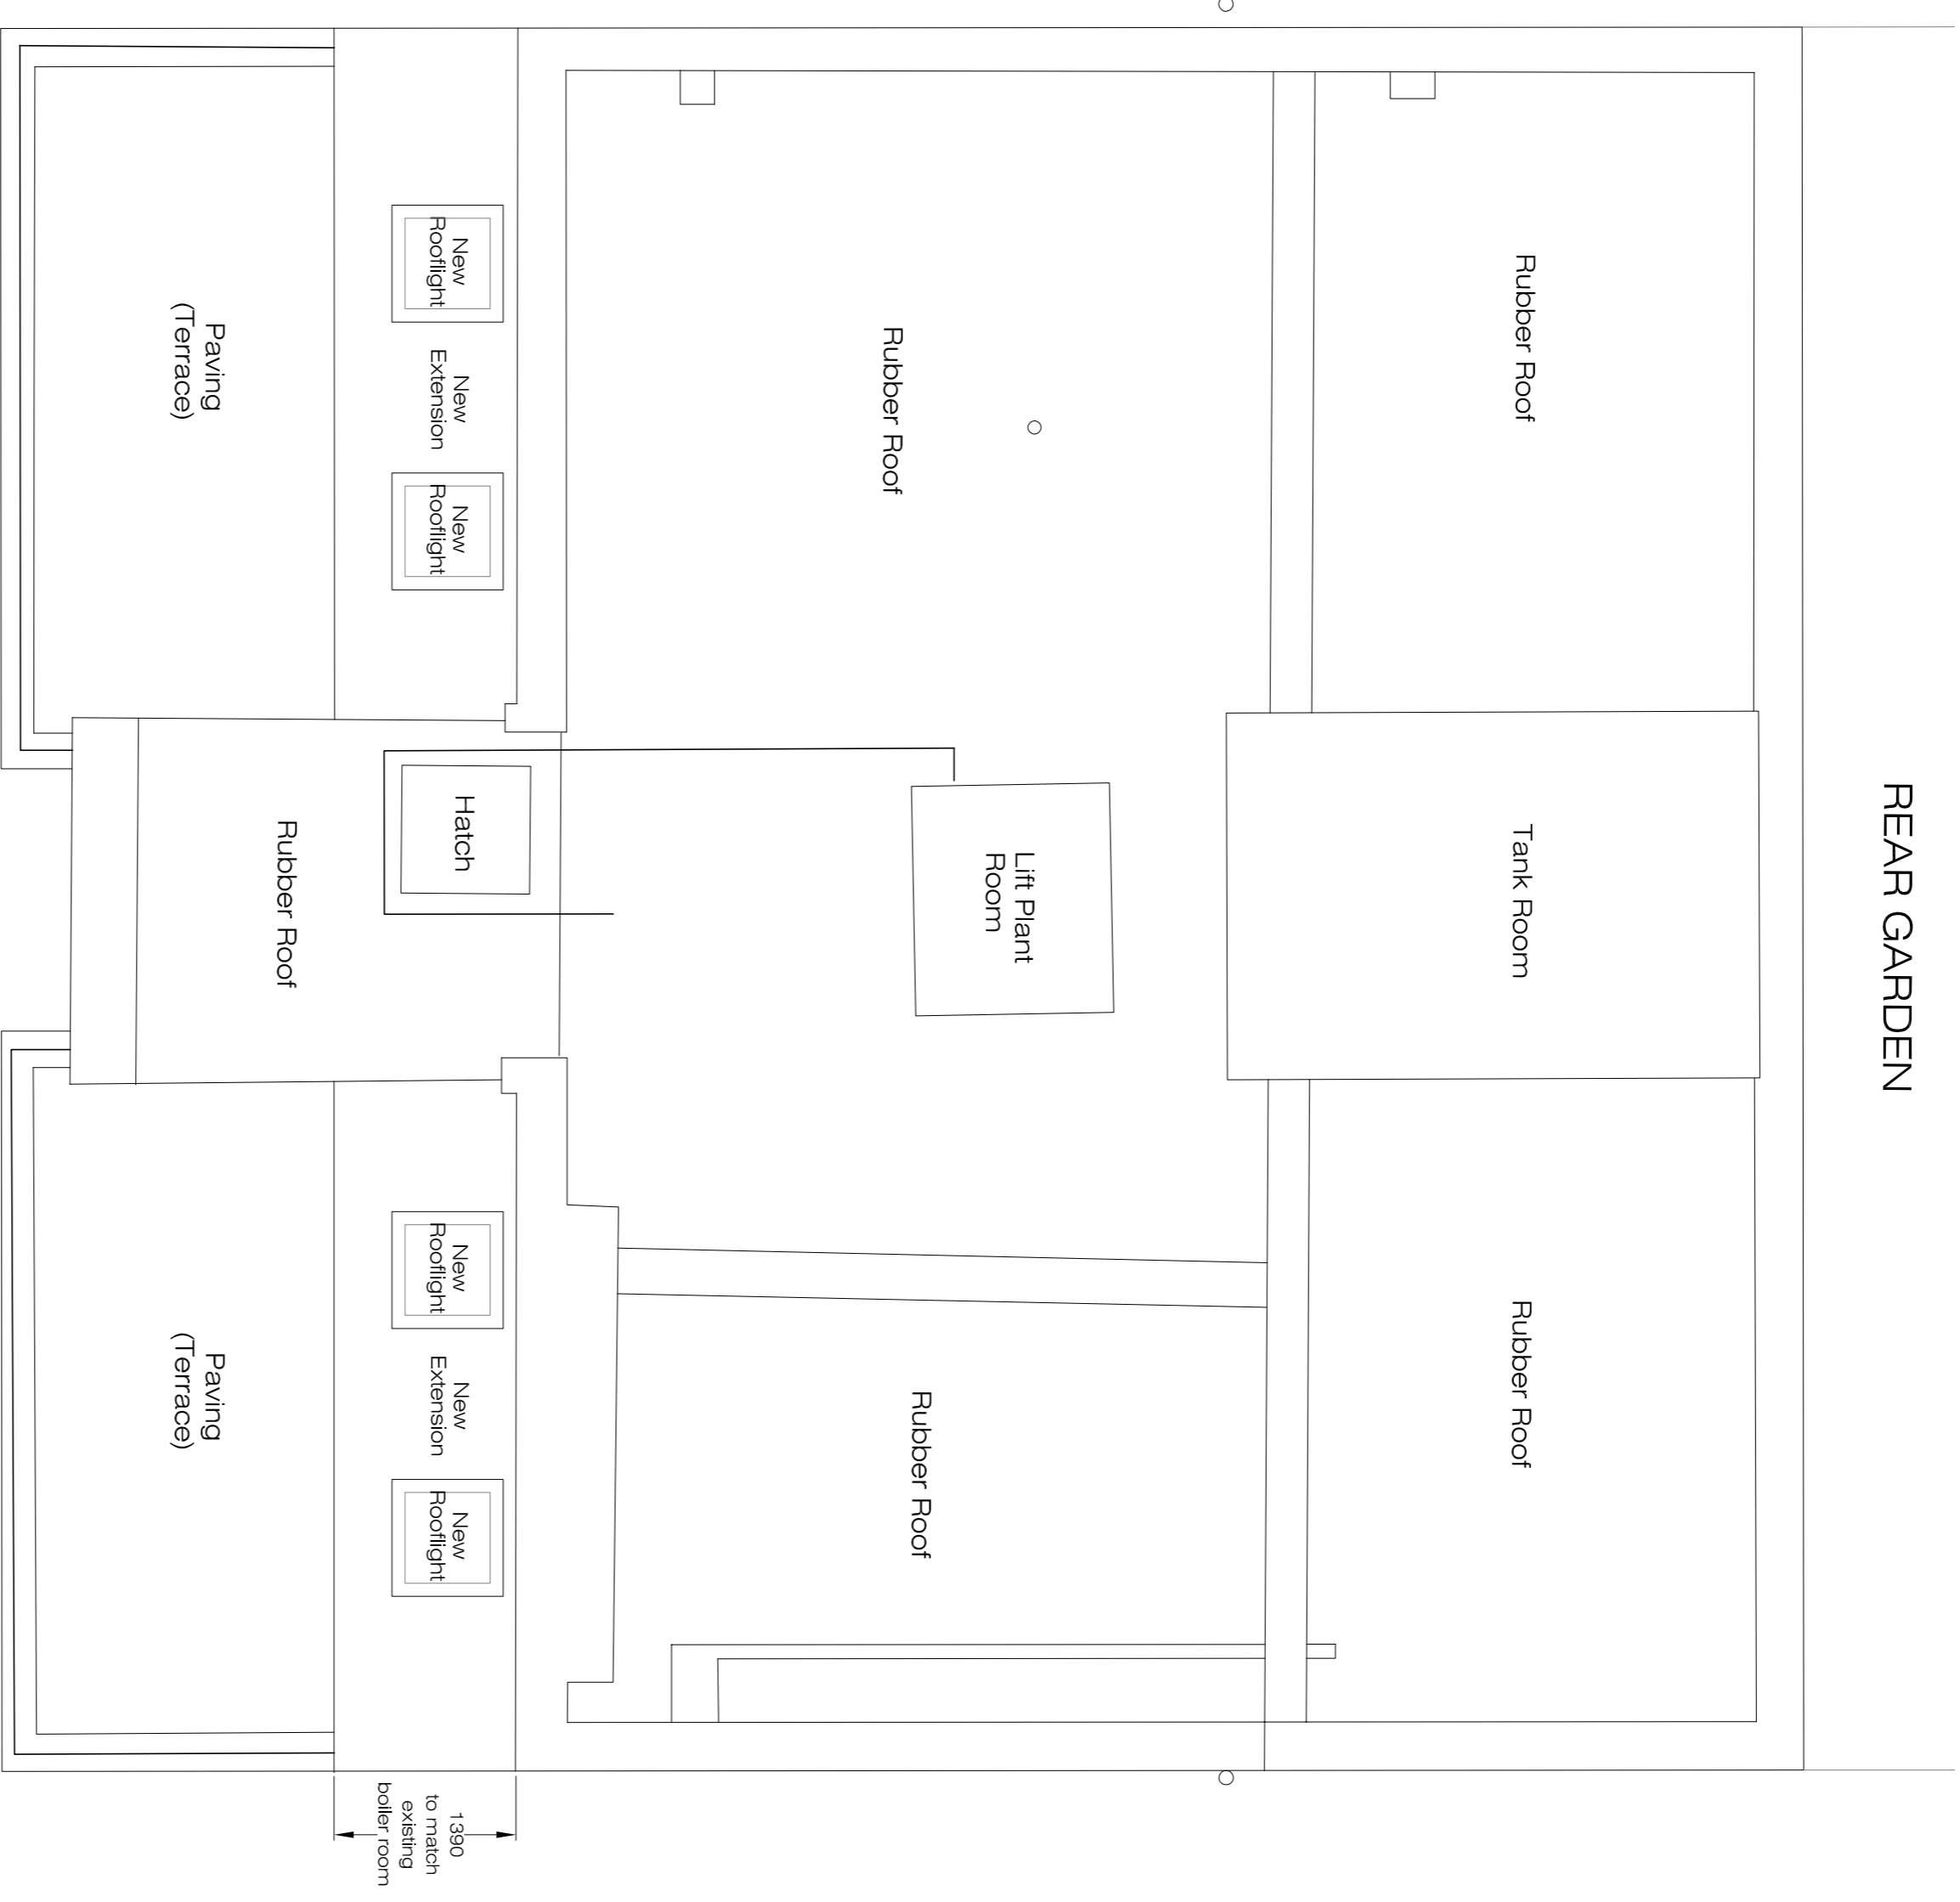 REAR GARDEN
Rubber Roof
Tank Room
Rubber Roof
Rubber Roof
Lift Plant
Room
Rubber Roof
New
Rooflight
New
Extension
New
Rooflight
Hatch
New
Rooflight
New
Extension
New
Rooflight
1390
to match
existing
boiler room
Rubber Roof
Paving
(Terrace)
Paving
(Terrace)